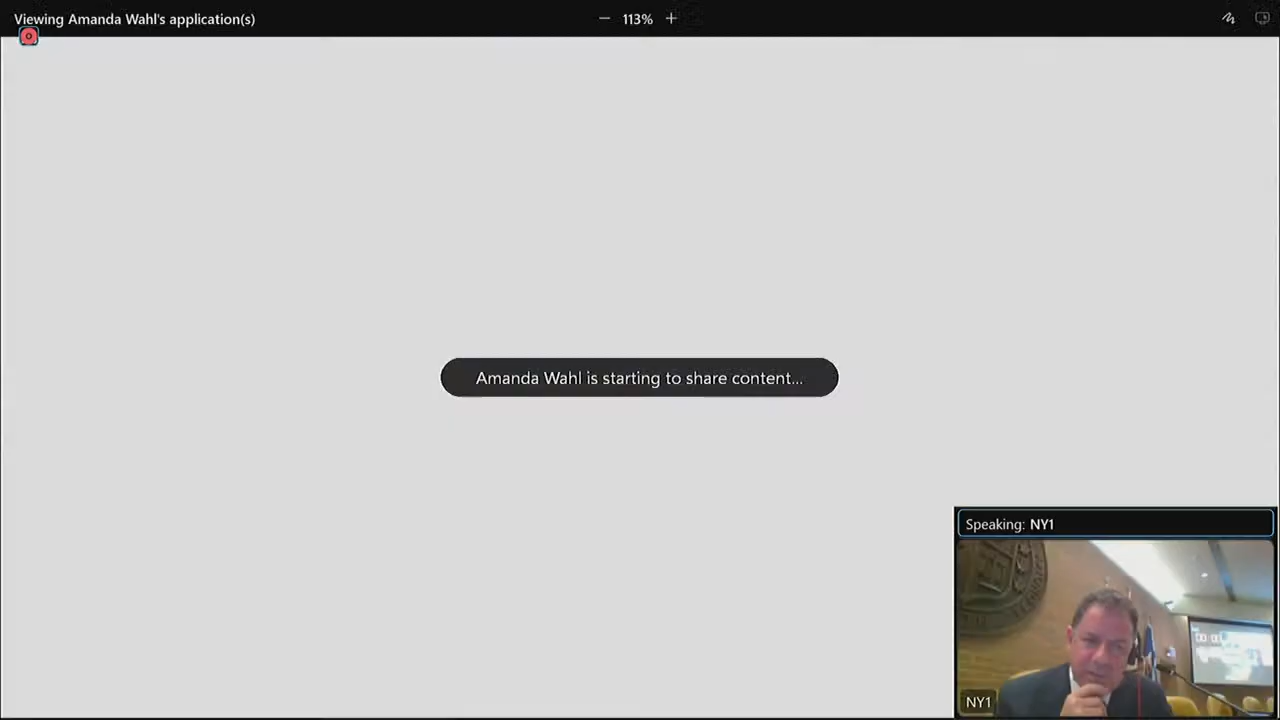 Viewing Amanda Wahl's application(s)
— 113% +
Amanda Wahl is starting to share content...
Speaking: NY1
NY1